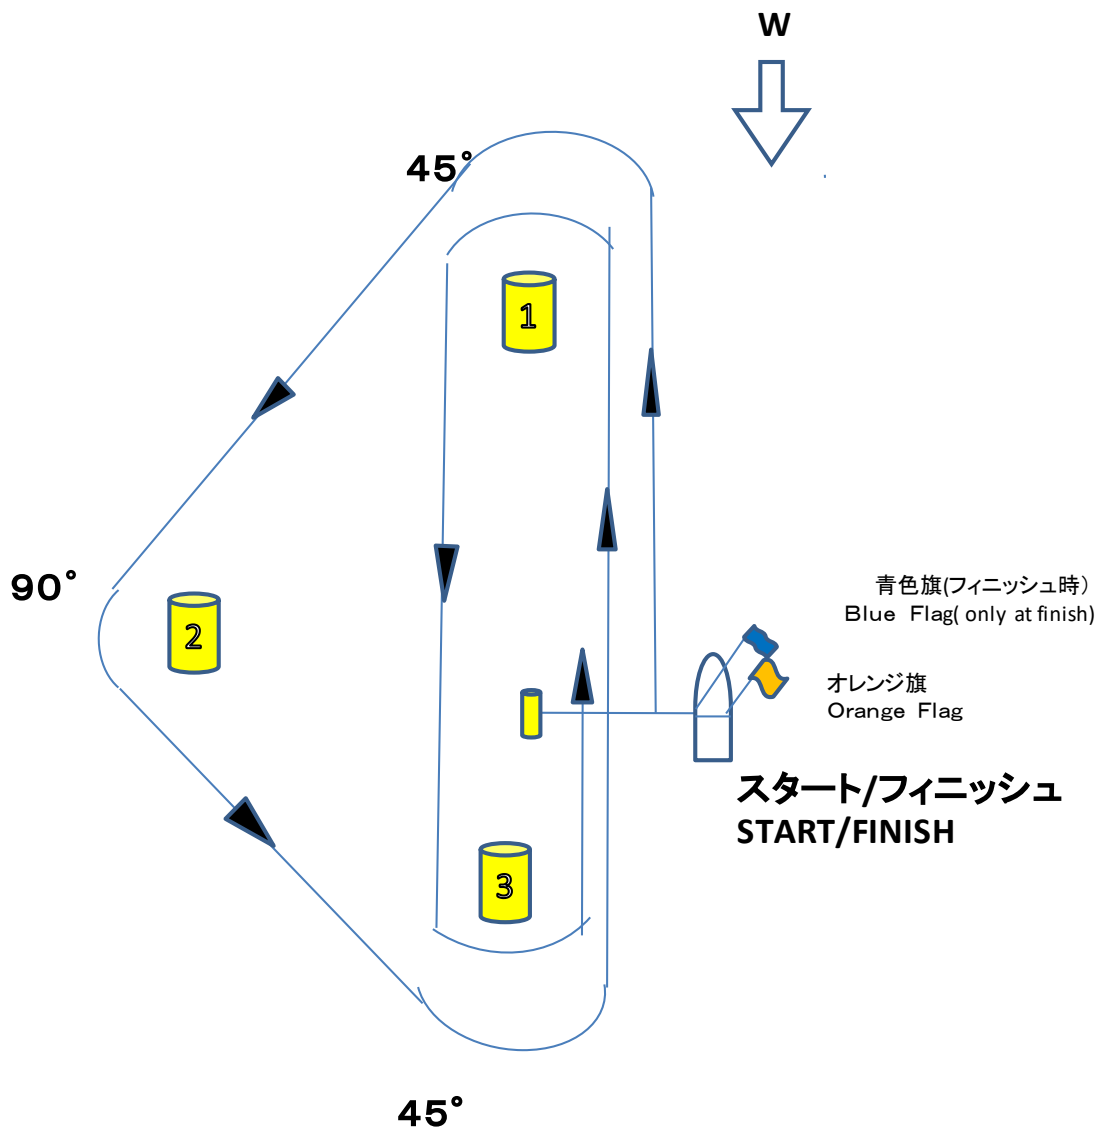 W
45°
1
90°
2
青色旗(フィニッシュ時）
Blue Flag( only at finish)
オレンジ旗
Orange Flag
スタート/フィニッシュ
START/FINISH
3
45°